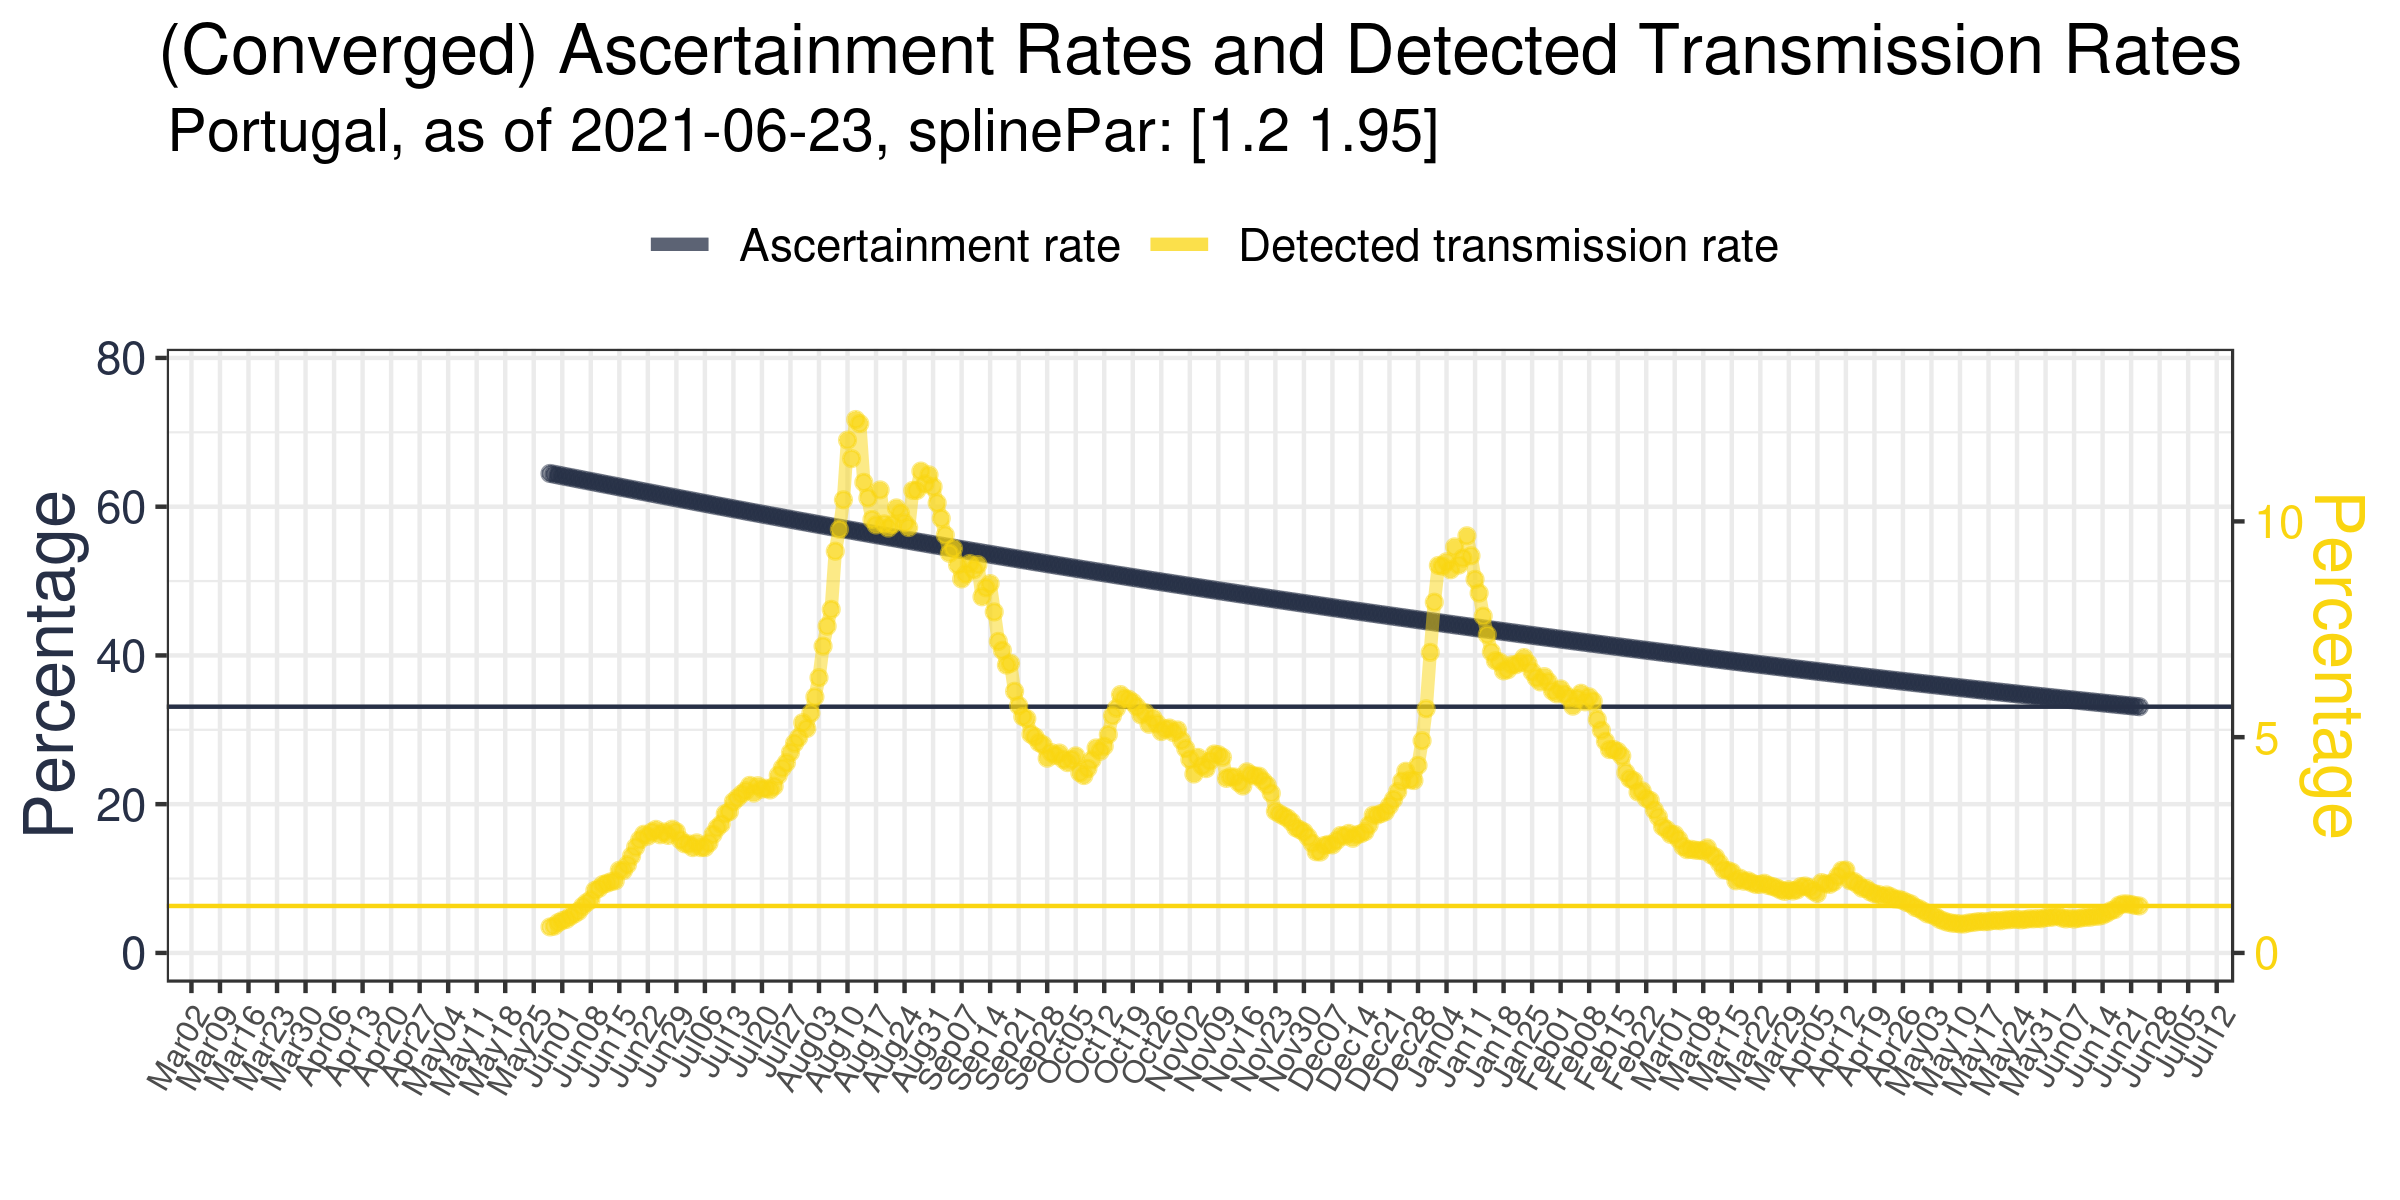 (Converged) Ascertainment Rates and Detected Transmission Rates
Portugal, as of 2021-06-23, splinePar: [1.2 1.95]
Ascertainment rate
Detected transmission rate
Percentage
80
60
40
20
0
10
5
0
Percentage
Mar02
Mar09
Mar16
Mar23
Mar30
Apr06
Apr13
Apr20
Apr27
May04
May11
May18
May25
Jun01
Jun08
Jun15
Jun22
Jun29
Jul06
Jul13
Jul20
Jul27
Aug03
Aug10
Aug17
Aug24
Aug31
Sep07
Sep14
Sep21
Sep28
Oct05
Oct12
Oct19
Oct26
Nov02
Nov09
Nov16
Nov23
Nov30
Dec07
Dec14
Dec21
Dec28
Jan04
Jan11
Jan18
Jan25
Feb01
Feb08
Feb15
Feb22
Mar01
Mar08
Mar15
Mar22
Mar29
Apr05
Apr12
Apr19
Apr26
May03
May10
May17
May24
May31
Jun07
Jun14
Jun21
Jun28
Jul05
Jul12